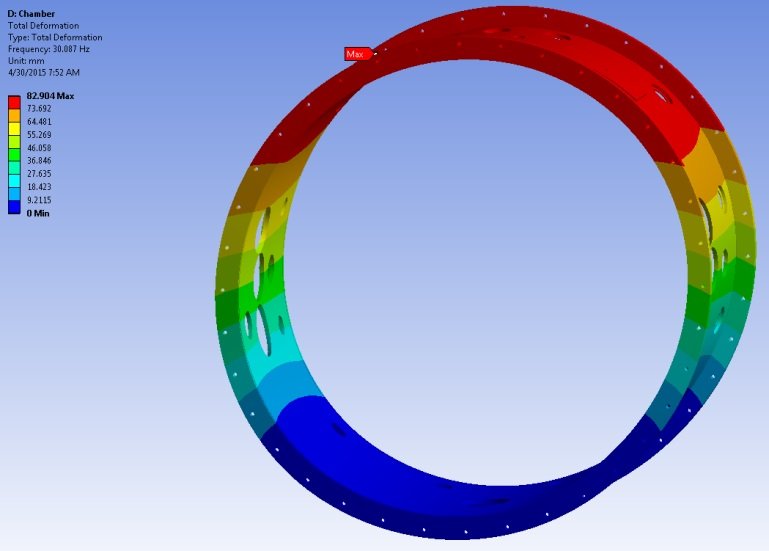 D: Chamber
Total Deformation
Type: Total Deformation
Frequency: 30.087 Hz
Unit: mm
4/30/2015 7:52 AM
82.904 Max
73.692
64.481
55.269
46.058
36.846
27.635
18.423
9.2115
0 Min
Max